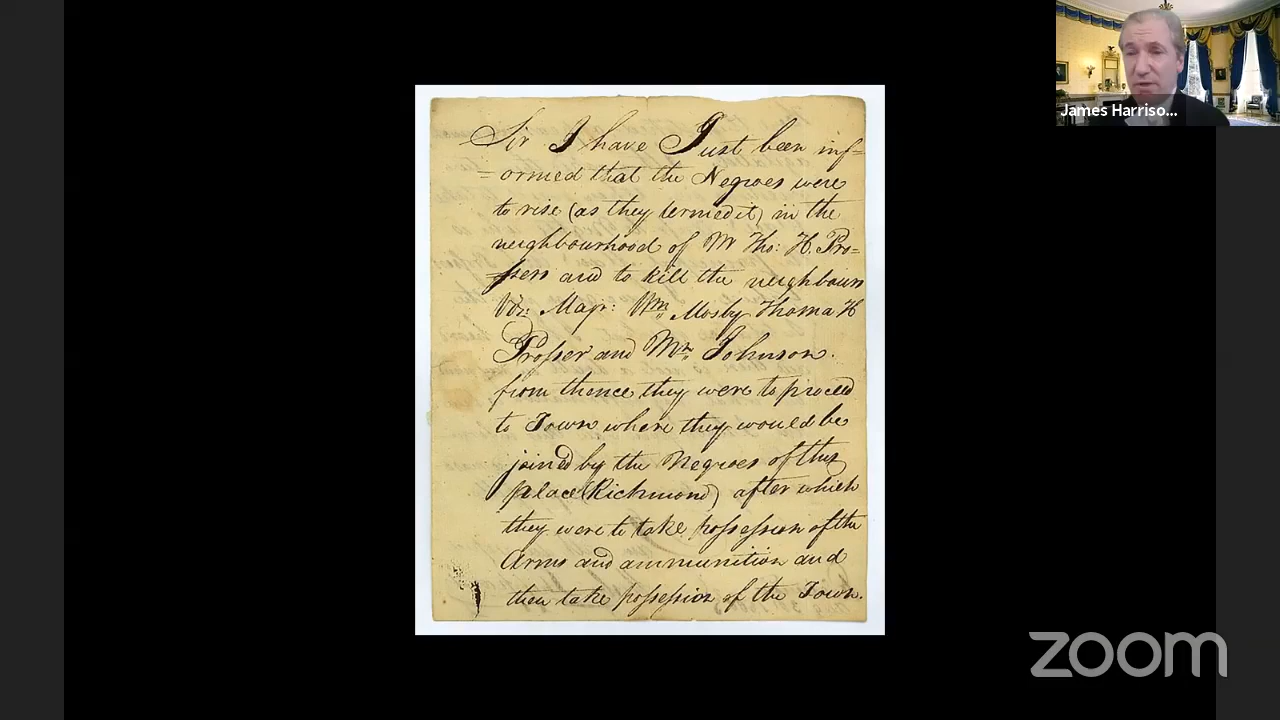 James Harriso...
Sir I have Just been inf=
=ormed that the Negroes were
to rise (as they termed it) in the
neighbourhood of Mr Tho: H. Pro=
=ssers and to kill the neighbours
Viz: Majr: Wm Mosby Thoma H
Prosser and Mr. Johnson.
from thence they were to proceed
to Town where they would be
joined by the Negroes of this
place (Richmond) after which
they were to take possession of the
Arms and ammunition and
then take possession of the Town.
zoom